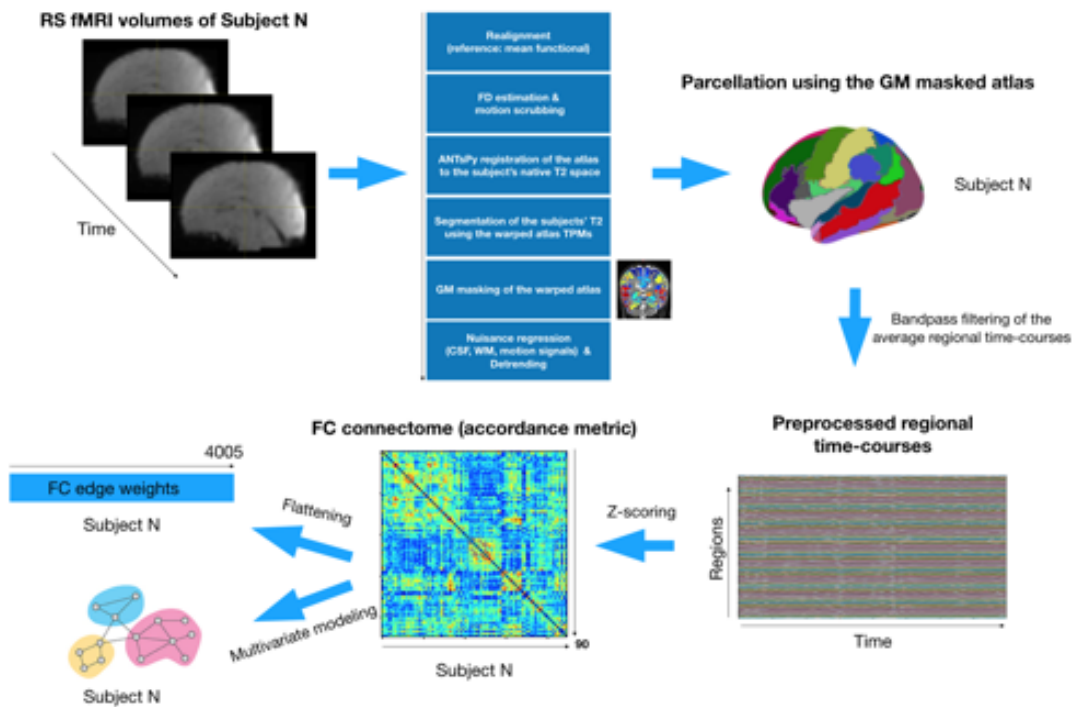 RS fMRI volumes of Subject N
Time
Realignment
(reference: mean functional)
FD estimation &
motion scrubbing
ANTsPy registration of the atlas
to the subject's native T2 space
Segmentation of the subjects' T2
using the warped atlas TPMs
GM masking of the warped atlas
Nuisance regression
(CSF, WM, motion signals) &
Detrending
Parcellation using the GM masked atlas
Subject N
Bandpass filtering of the
average regional time-courses
Preprocessed regional
time-courses
Regions
Time
Z-scoring
FC connectome (accordance metric)
90
Subject N
Flattening
Multivariate modeling
4005
FC edge weights
Subject N
Subject N